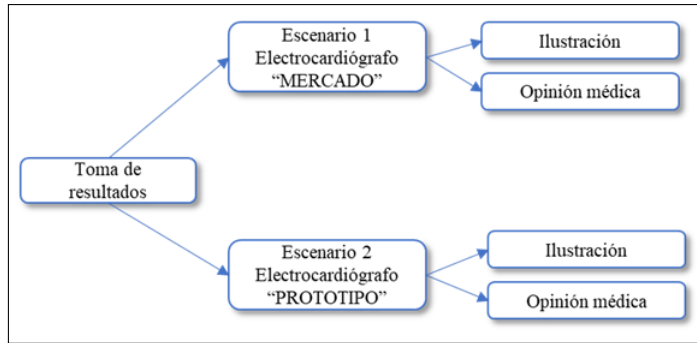 Toma de
resultados
Escenario 1
Electrocardiógrafo
“MERCADO”
Ilustración
Opinión médica
Escenario 2
Electrocardiógrafo
“PROTOTIPO”
Ilustración
Opinión médica